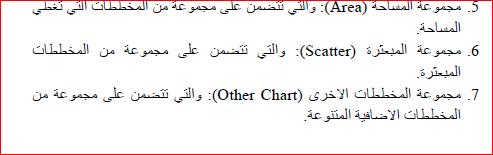 5. مجموعة المساحة (Area): والتي تتضمن على مجموعة من المخططات التي تغطي
المساحة.
6. مجموعة المبعثرة (Scatter): والتي تتضمن على مجموعة من المخططات
المبعثرة.
7. مجموعة المخططات الاخرى (Other Chart): والتي تتضمن على مجموعة من
المخططات الاضافية المتنوعة.